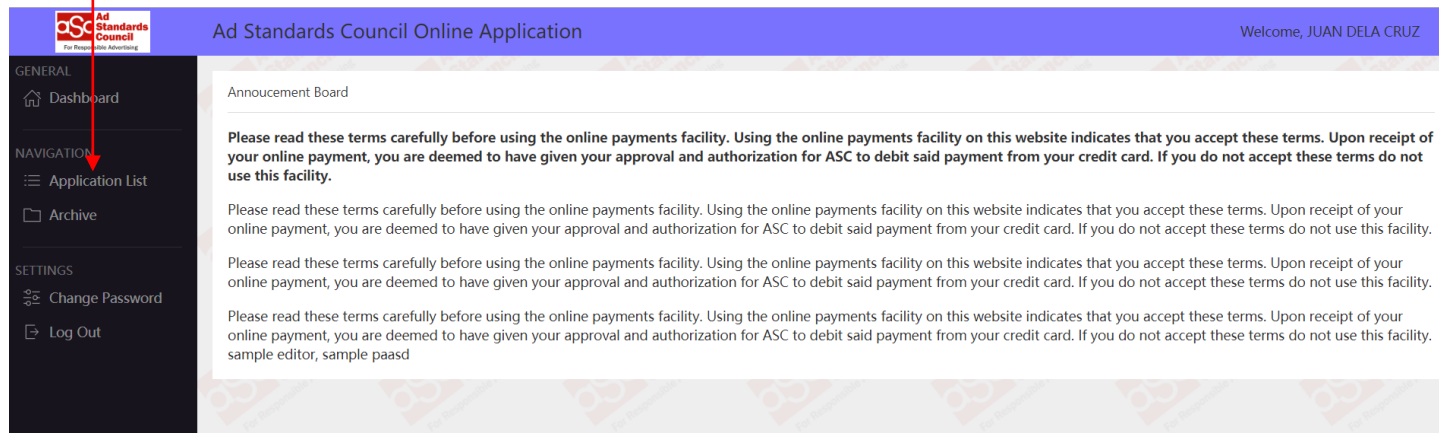 asc Ad Standards Council
For Responsible Advertising
Ad Standards Council Online Application
Welcome, JUAN DELA CRUZ
GENERAL
Dashboard
NAVIGATION
Application List
Archive
SETTINGS
Change Password
Log Out
Annoucement Board
Please read these terms carefully before using the online payments facility. Using the online payments facility on this website indicates that you accept these terms. Upon receipt of
your online payment, you are deemed to have given your approval and authorization for ASC to debit said payment from your credit card. If you do not accept these terms do not
use this facility.
Please read these terms carefully before using the online payments facility. Using the online payments facility on this website indicates that you accept these terms. Upon receipt of your
online payment, you are deemed to have given your approval and authorization for ASC to debit said payment from your credit card. If you do not accept these terms do not use this facility.
Please read these terms carefully before using the online payments facility. Using the online payments facility on this website indicates that you accept these terms. Upon receipt of your
online payment, you are deemed to have given your approval and authorization for ASC to debit said payment from your credit card. If you do not accept these terms do not use this facility.
Please read these terms carefully before using the online payments facility. Using the online payments facility on this website indicates that you accept these terms. Upon receipt of your
online payment, you are deemed to have given your approval and authorization for ASC to debit said payment from your credit card. If you do not accept these terms do not use this facility.
sample editor, sample paasd